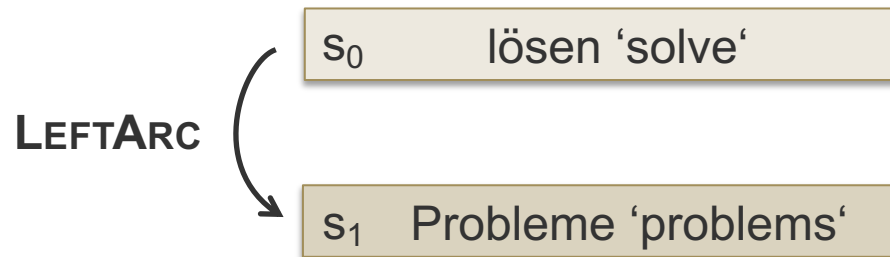 s₀ lösen ‘solve‘
LEFTARC
s₁ Probleme ‘problems‘